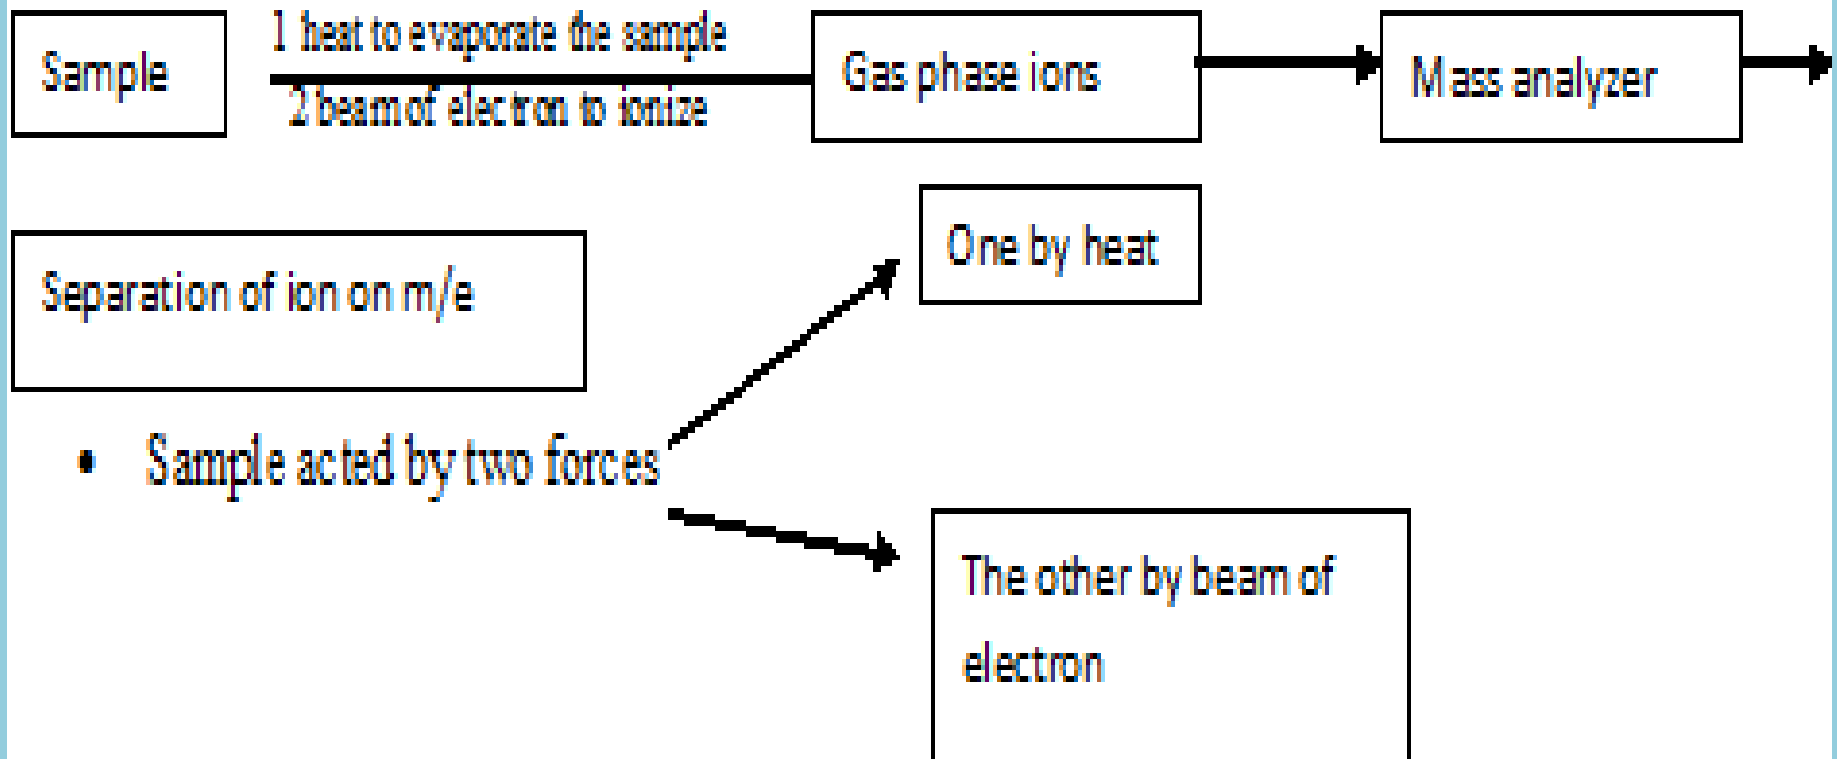 Sample
1 heat to evaporate the sample
2 beam of electron to ionize
Gas phase ions
Mass analyzer
Separation of ion on m/e
One by heat
• Sample acted by two forces
The other by beam of
electron